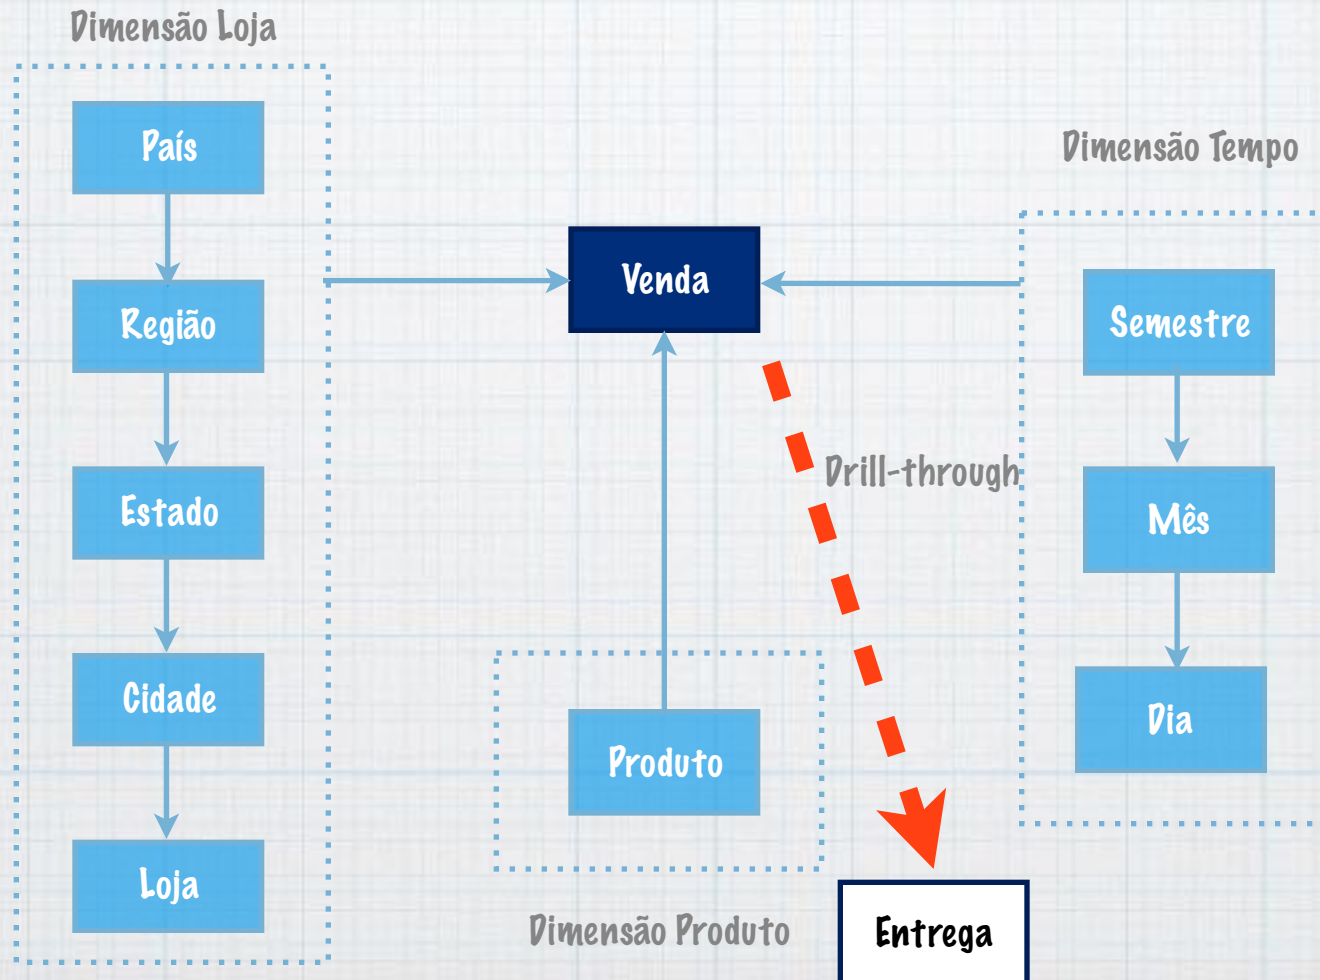 Dimensão Loja
País
Região
Estado
Cidade
Loja
Venda
Drill-through
Produto
Dimensão Produto
Entrega
Dimensão Tempo
Semestre
Mês
Dia